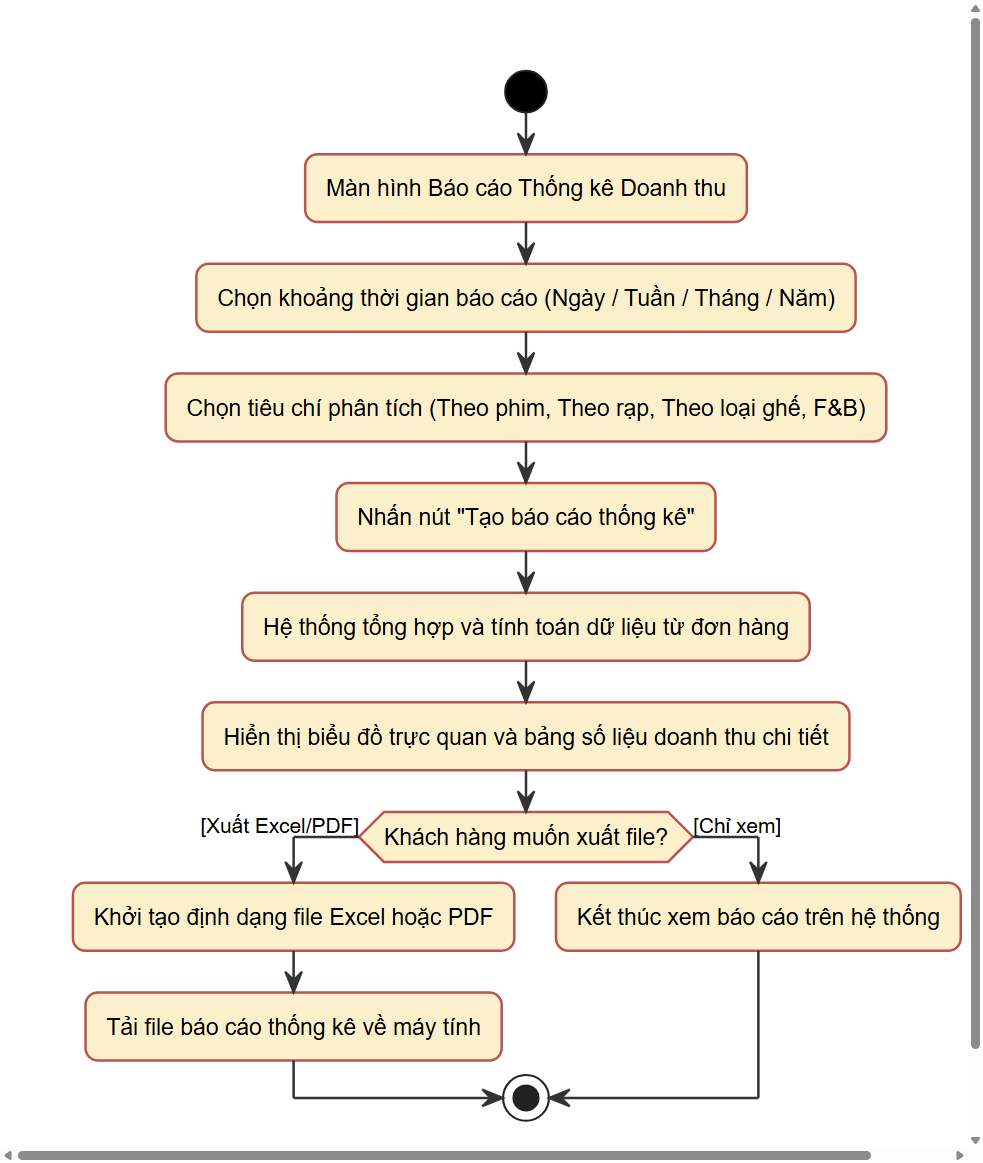 Màn hình Báo cáo Thống kê Doanh thu
Chọn khoảng thời gian báo cáo (Ngày / Tuần / Tháng / Năm)
Chọn tiêu chí phân tích (Theo phim, Theo rạp, Theo loại ghế, F&B)
Nhấn nút "Tạo báo cáo thống kê"
Hệ thống tổng hợp và tính toán dữ liệu từ đơn hàng
Hiển thị biểu đồ trực quan và bảng số liệu doanh thu chi tiết
[Xuất Excel/PDF]
Khách hàng muốn xuất file?
[Chỉ xem]
Khởi tạo định dạng file Excel hoặc PDF
Kết thúc xem báo cáo trên hệ thống
Tải file báo cáo thống kê về máy tính